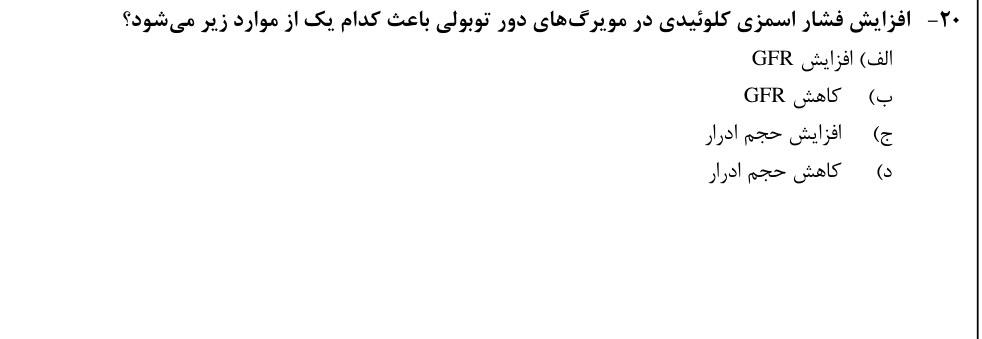 ۲۰- افزایش فشار اسمزی کلوئیدی در مویرگ‌های دور توبولی باعث کدام یک از موارد زیر می‌شود؟
الف) افزایش GFR
ب) کاهش GFR
ج) افزایش حجم ادرار
د) کاهش حجم ادرار